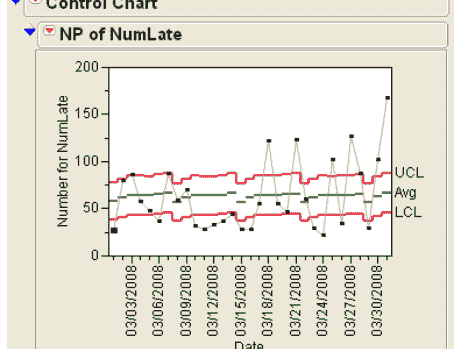 Control Chart
NP of NumLate
Number for NumLate
200
150
100
50
0
UCL
Avg
LCL
03/03/2008
03/06/2008
03/09/2008
03/12/2008
03/15/2008
03/18/2008
03/21/2008
03/24/2008
03/27/2008
03/30/2008
Date